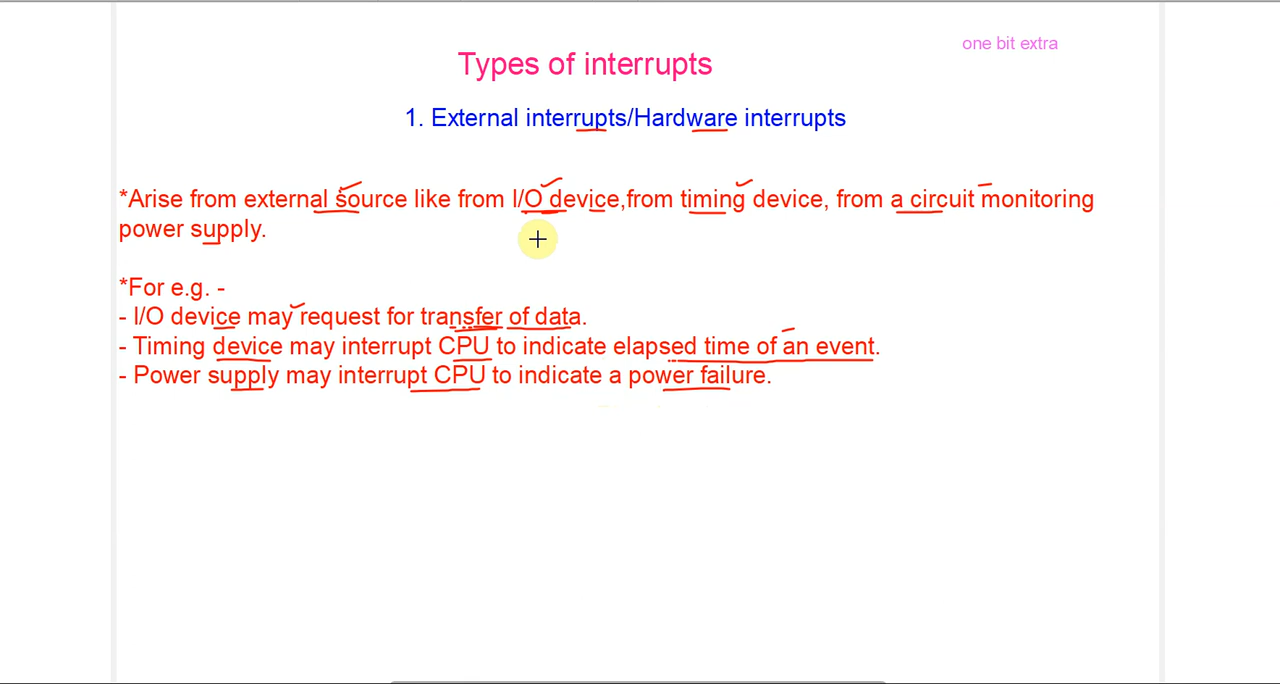 one bit extra
Types of interrupts
1. External interrupts/Hardware interrupts
*Arise from external source like from I/O device,from timing device, from a circuit monitoring
power supply.
*For e.g. -
- I/O device may request for transfer of data.
- Timing device may interrupt CPU to indicate elapsed time of an event.
- Power supply may interrupt CPU to indicate a power failure.